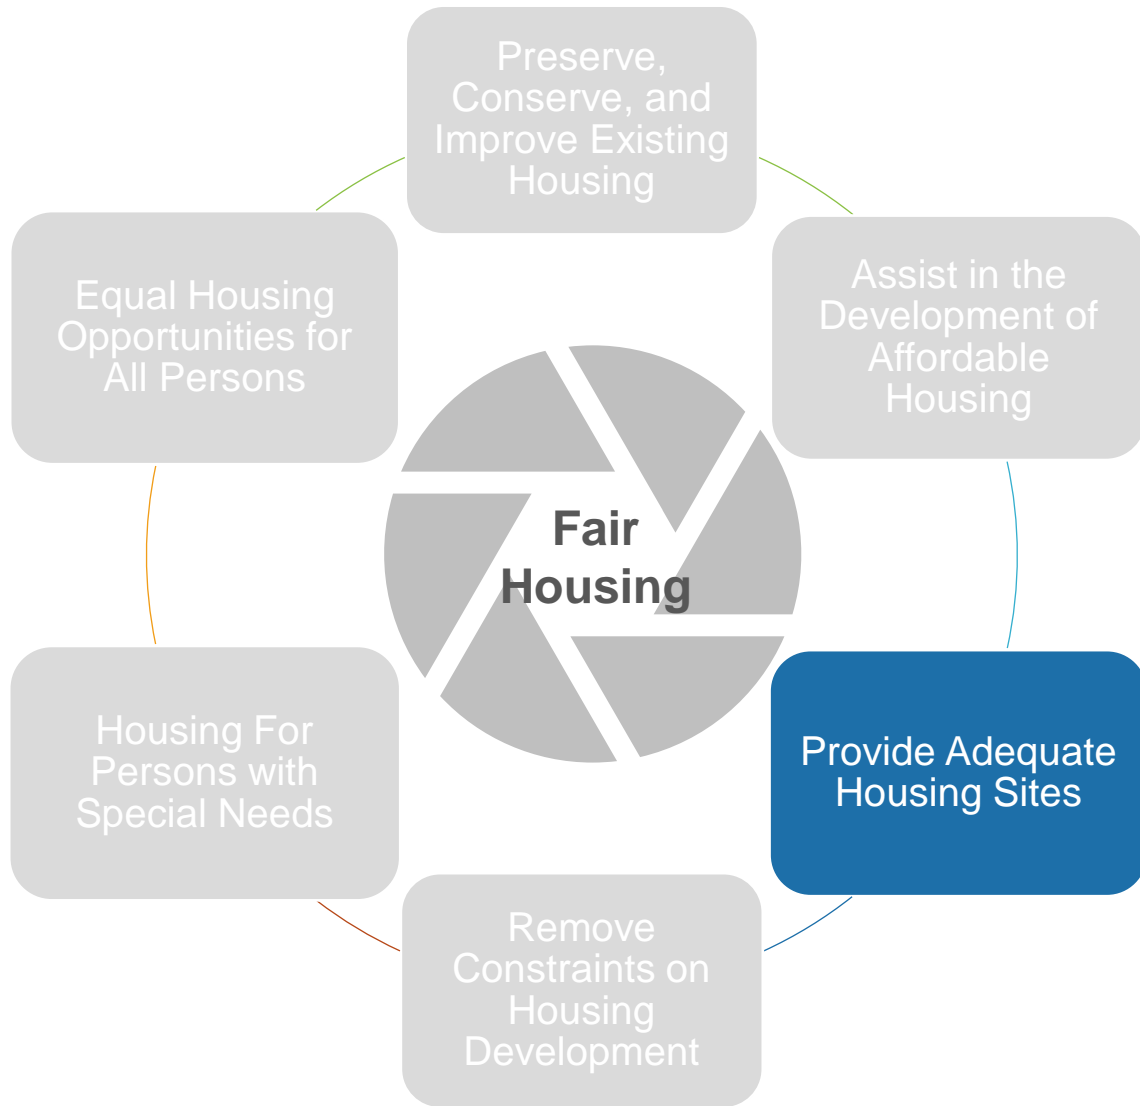 Preserve,
Conserve, and
Improve Existing
Housing
Assist in the
Development of
Affordable
Housing
Provide Adequate
Housing Sites
Remove
Constraints on
Housing
Development
Housing For
Persons with
Special Needs
Equal Housing
Opportunities for
All Persons
Fair
Housing